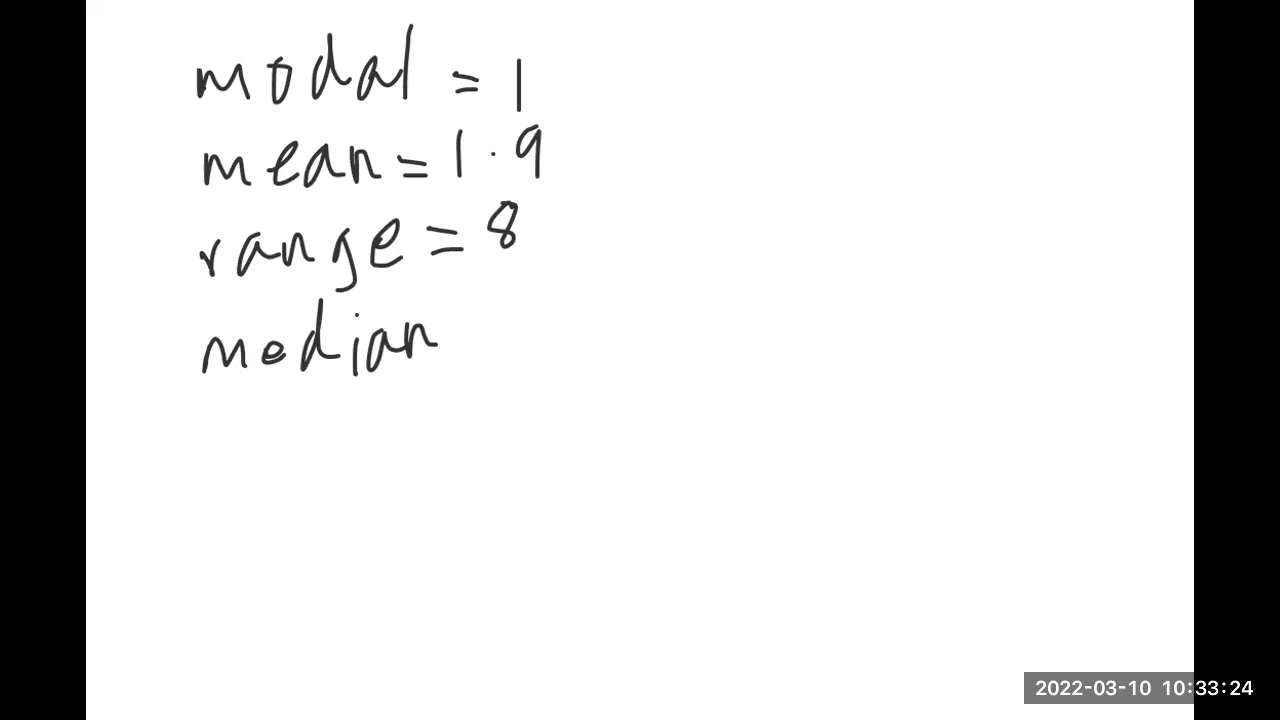 modal = 1
mean = 1.9
range = 8
median
2022-03-10 10:33:24